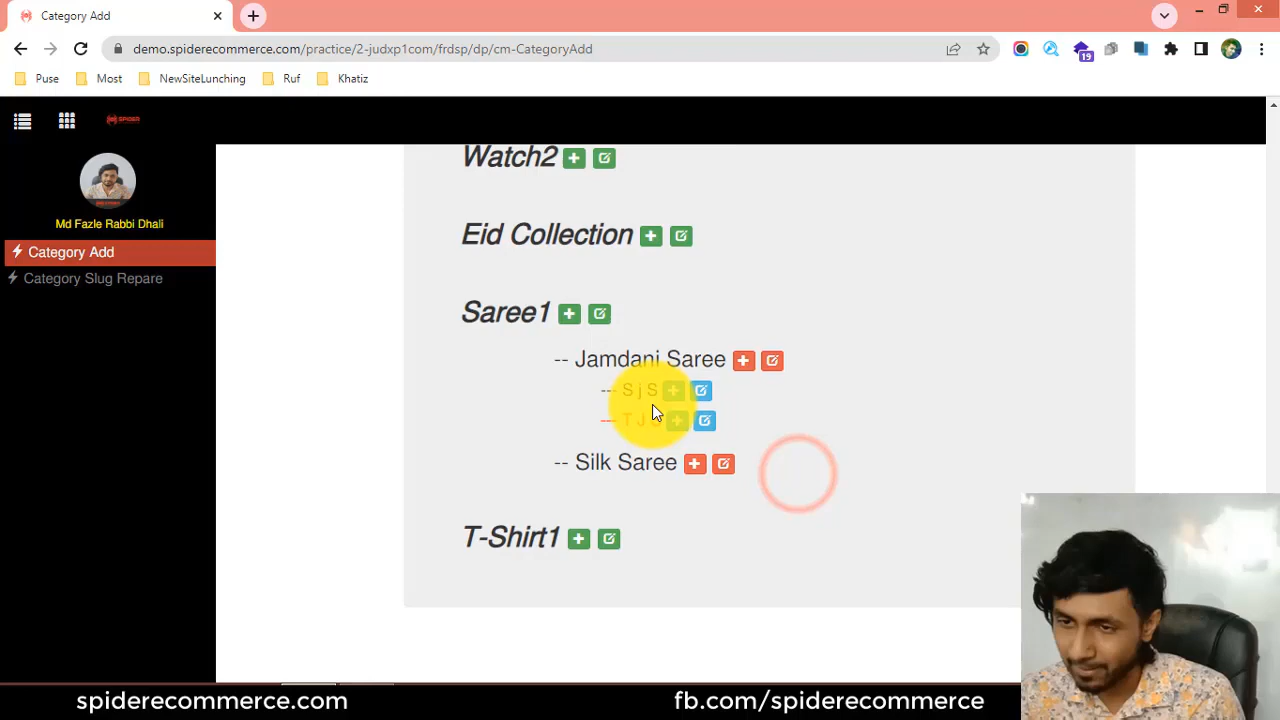 Category Add
demo.spiderecommerce.com/practice/2-judxp1com/frdsp/dp/cm-CategoryAdd
19
Puse
Most
NewSiteLunching
Ruf
Khatiz
SPIDER
Md Fazle Rabbi Dhali
Category Add
Category Slug Repare
Watch2
Eid Collection
Saree1
-- Jamdani Saree
--- S j S
--- T J
-- Silk Saree
T-Shirt1
spiderecommerce.com
fb.com/spiderecommerce